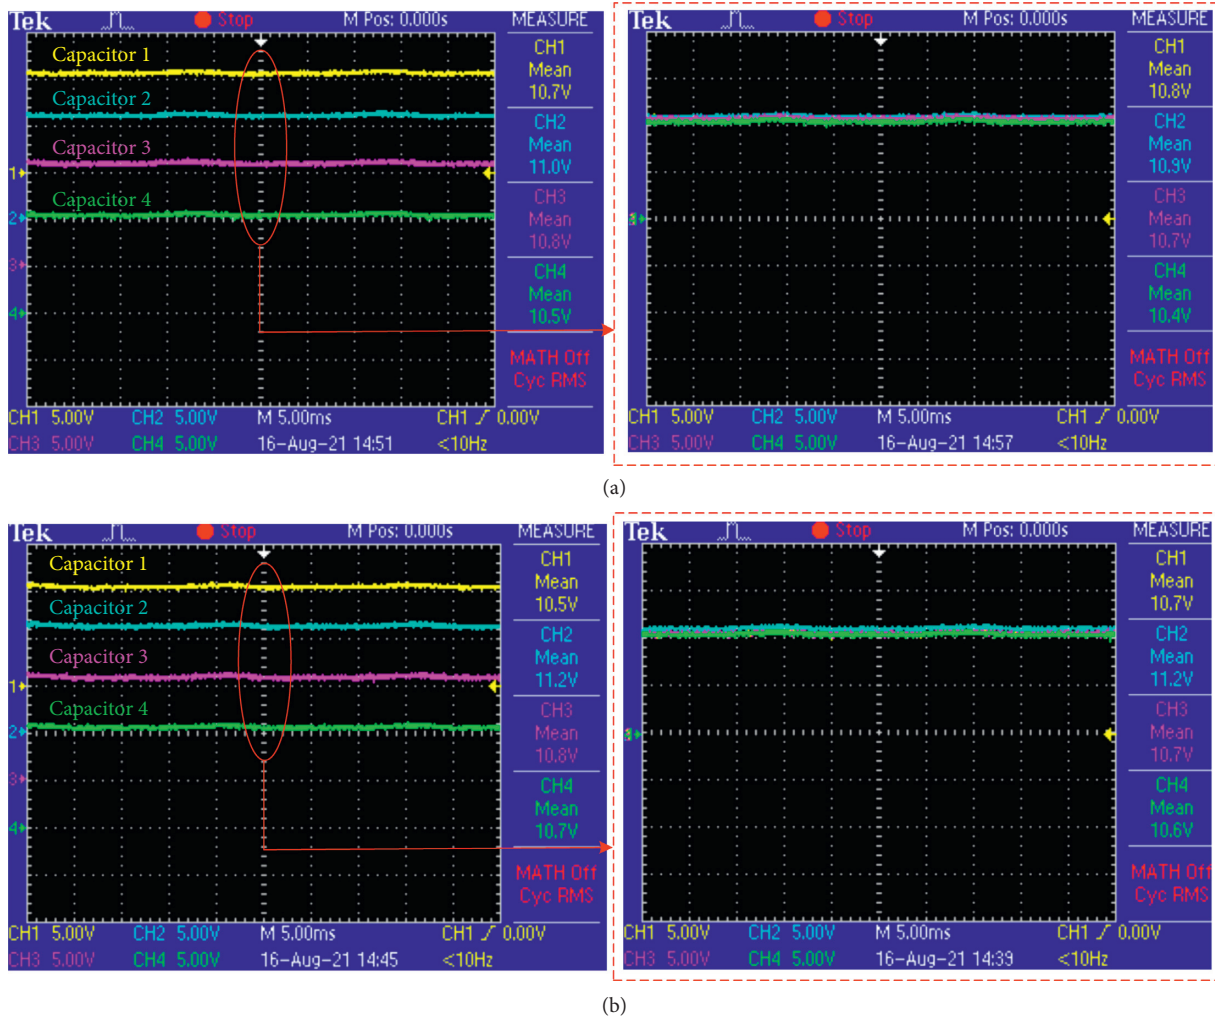 Tek Stop M Pos: 0.000s MEASURE
CH1
Mean
10.7V
CH2
Mean
11.0V
CH3
Mean
10.8V
CH4
Mean
10.5V
MATH Off
Cyc RMS
Capacitor 1
Capacitor 2
Capacitor 3
Capacitor 4
1
2
3
4
CH1 5.00V CH2 5.00V M 5.00ms CH1 0.00V
CH3 5.00V CH4 5.00V 16-Aug-21 14:51 <10Hz
Tek Stop M Pos: 0.000s MEASURE
CH1
Mean
10.8V
CH2
Mean
10.9V
CH3
Mean
10.7V
CH4
Mean
10.4V
MATH Off
Cyc RMS
CH1 5.00V CH2 5.00V M 5.00ms CH1 0.00V
CH3 5.00V CH4 5.00V 16-Aug-21 14:57 <10Hz
(a)
Tek Stop M Pos: 0.000s MEASURE
CH1
Mean
10.5V
CH2
Mean
11.2V
CH3
Mean
10.8V
CH4
Mean
10.7V
MATH Off
Cyc RMS
Capacitor 1
Capacitor 2
Capacitor 3
Capacitor 4
1
2
3
4
CH1 5.00V CH2 5.00V M 5.00ms CH1 0.00V
CH3 5.00V CH4 5.00V 16-Aug-21 14:45 <10Hz
Tek Stop M Pos: 0.000s MEASURE
CH1
Mean
10.7V
CH2
Mean
11.2V
CH3
Mean
10.7V
CH4
Mean
10.6V
MATH Off
Cyc RMS
CH1 5.00V CH2 5.00V M 5.00ms CH1 0.00V
CH3 5.00V CH4 5.00V 16-Aug-21 14:39 <10Hz
(b)